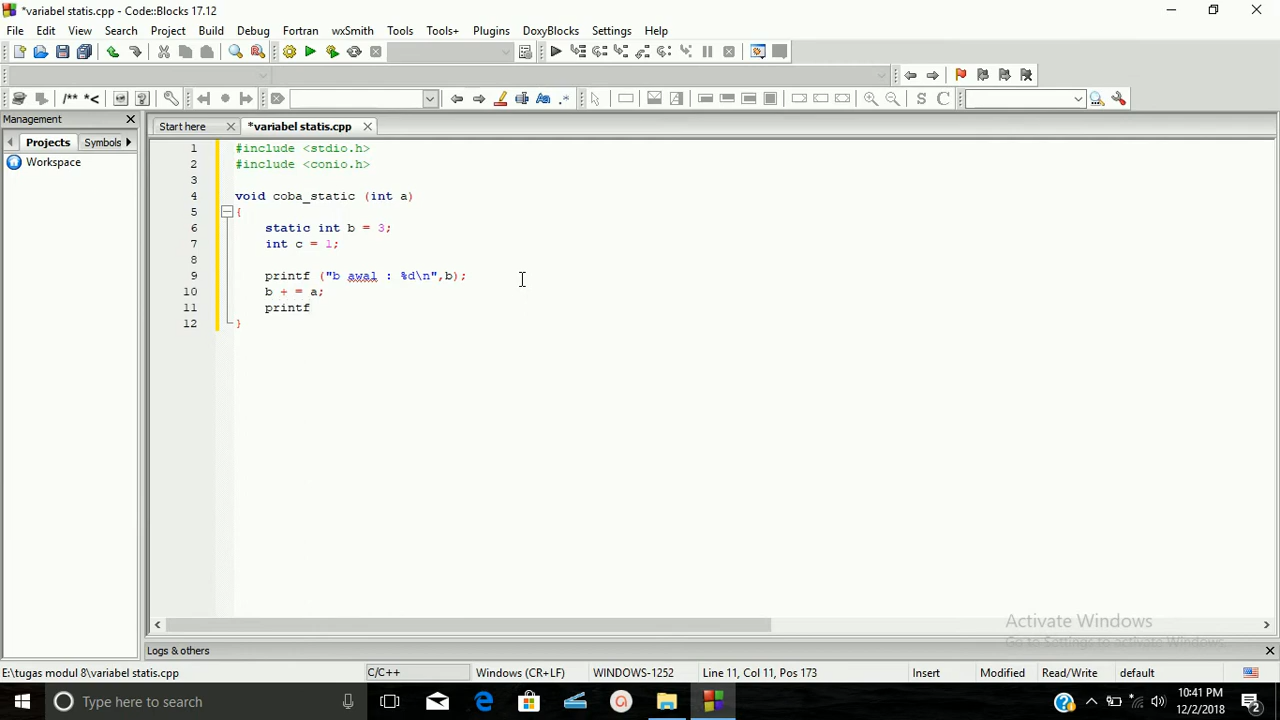 *variabel statis.cpp - Code::Blocks 17.12
File Edit View Search Project Build Debug Fortran wxSmith Tools Tools+ Plugins DoxyBlocks Settings Help
/** *< S C
Management
Start here *variabel statis.cpp
Projects Symbols
Workspace
1 #include <stdio.h>
2 #include <conio.h>
3
4 void coba_static (int a)
5 {
6 static int b = 3;
7 int c = 1;
8
9 printf ("b awal : %d\n",b);
10 b + = a;
11 printf
12 }
Activate Windows
Go to Settings to activate Windows.
Logs & others
E:\tugas modul 8\variabel statis.cpp C/C++ Windows (CR+LF) WINDOWS-1252 Line 11, Col 11, Pos 173 Insert Modified Read/Write default
Type here to search
10:41 PM
12/2/2018
2